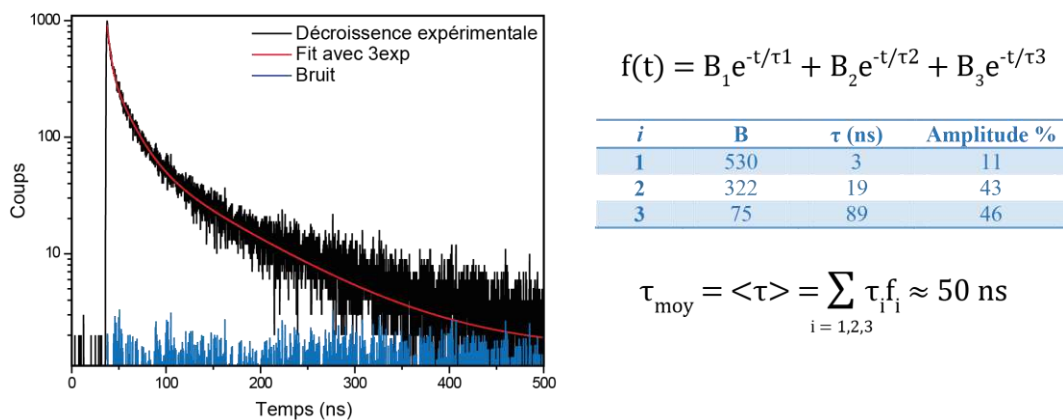 1000
100
10
Coups
0
100
200
300
400
500
Temps (ns)
Décroissence expérimentale
Fit avec 3exp
Bruit
f(t) = B₁e^-t/τ1 + B₂e^-t/τ2 + B₃e^-t/τ3
i B τ (ns) Amplitude %
1 530 3 11
2 322 19 43
3 75 89 46
τmoy = <τ> = ∑ τᵢfᵢ ≈ 50 ns
i = 1,2,3